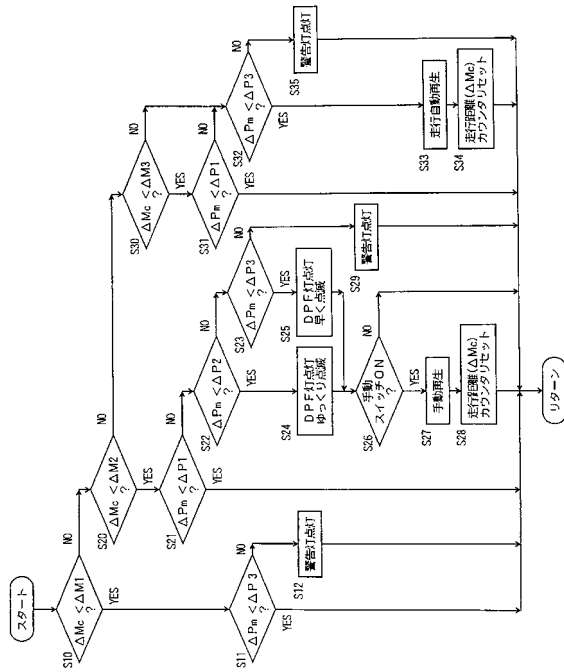 スタート
S10
ΔMc<ΔM1
?
NO
YES
S11
ΔPm<ΔP3
?
NO
YES
S12
警告灯点灯
S20
ΔMc<ΔM2
?
NO
YES
S21
ΔPm<ΔP1
?
NO
YES
S22
ΔPm<ΔP2
?
NO
YES
S23
ΔPm<ΔP3
?
NO
YES
S24
DPF灯点灯
ゆっくり点滅
S25
DPF灯点灯
早く点滅
S26
手動
スイッチON
?
NO
YES
S27
手動再生
S28
走行距離(ΔMc)
カウンタリセット
S29
警告灯点灯
S30
ΔMc<ΔM3
?
NO
YES
S31
ΔPm<ΔP1
?
NO
YES
S32
ΔPm<ΔP3
?
NO
YES
S33
走行自動再生
S34
走行距離(ΔMc)
カウンタリセット
S35
警告灯点灯
リターン